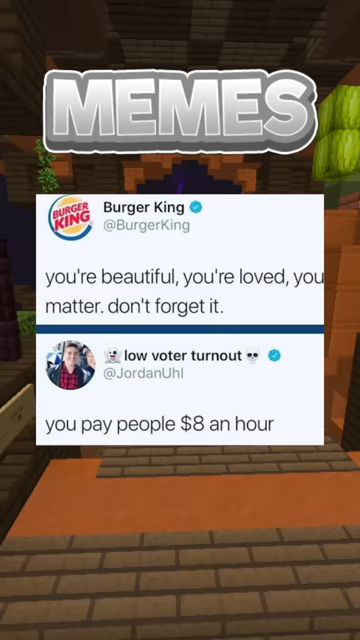 MEMES
BURGER
KING
Burger King
@BurgerKing
you're beautiful, you're loved, you
matter. don't forget it.
👻low voter turnout💀
@JordanUhl
you pay people $8 an hour